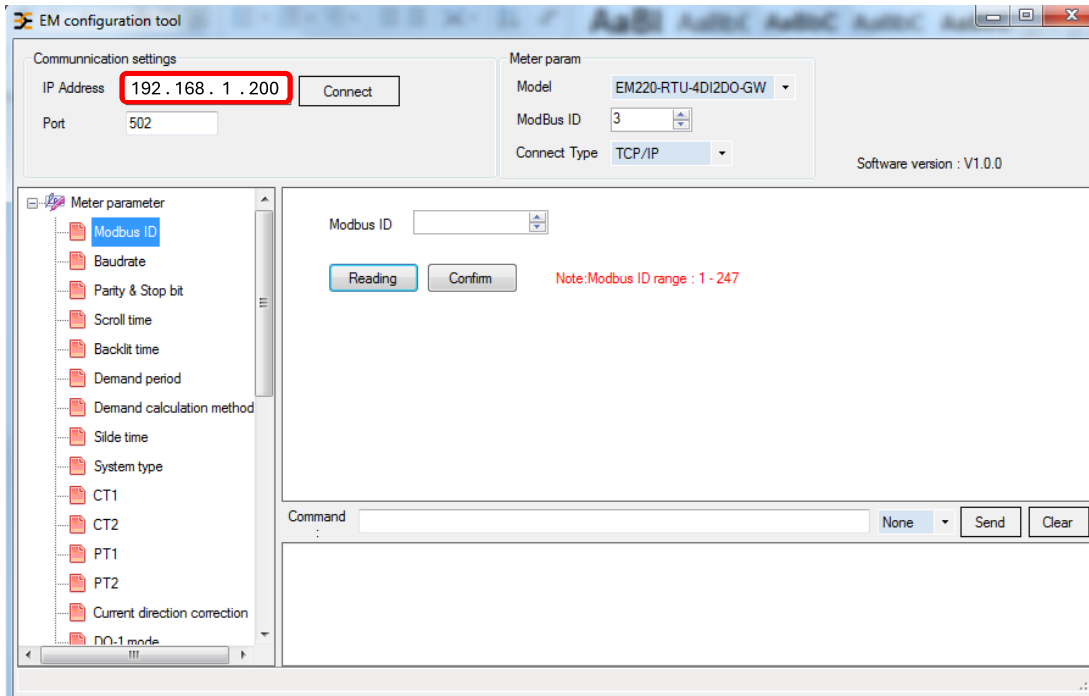 EM configuration tool
Communnication settings
IP Address 192 . 168 . 1 . 200 Connect
Port 502
Meter param
Model EM220-RTU-4DI2DO-GW
ModBus ID 3
Connect Type TCP/IP
Software version : V1.0.0
Meter parameter
Modbus ID
Baudrate
Parity & Stop bit
Scroll time
Backlit time
Demand period
Demand calculation method
Silde time
System type
CT1
CT2
PT1
PT2
Current direction correction
DO-1 mode
Modbus ID
Reading Confirm Note:Modbus ID range : 1 - 247
Command
: None Send Clear